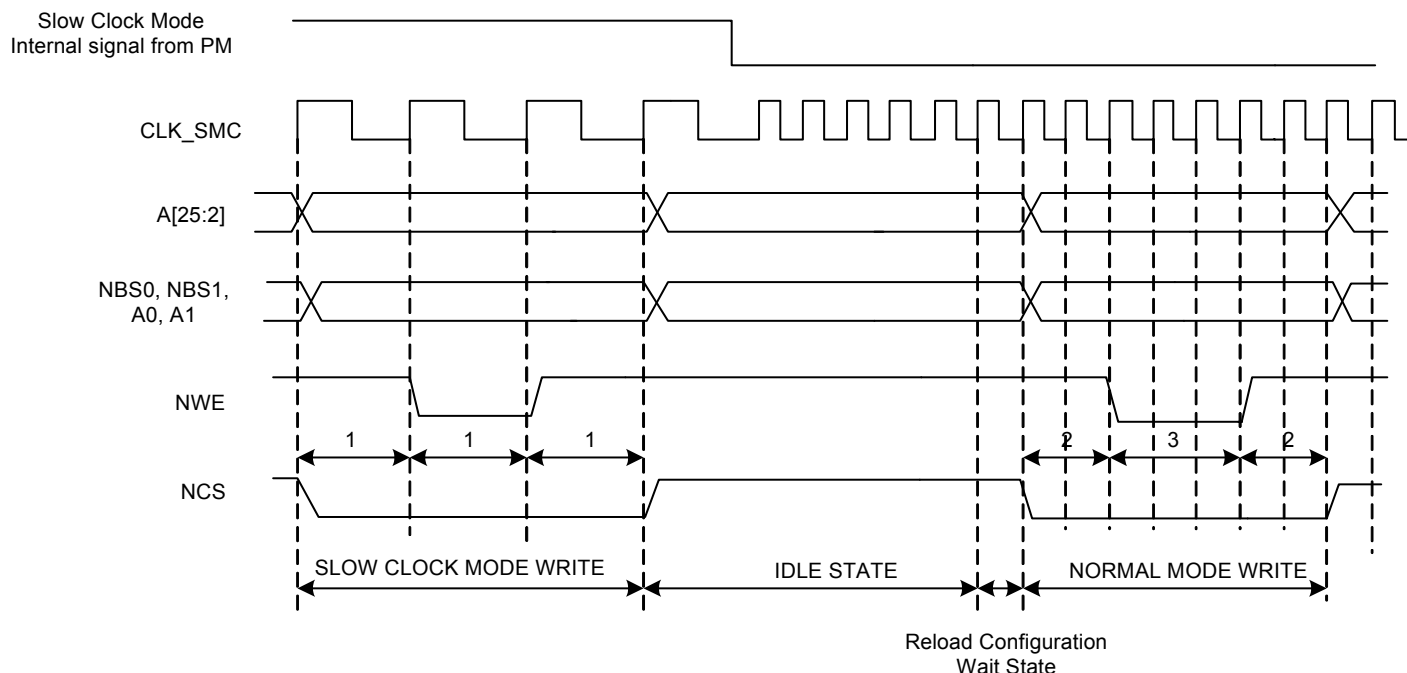 Slow Clock Mode
Internal signal from PM
CLK_SMC
A[25:2]
NBS0, NBS1,
A0, A1
NWE
1 1 1 2 3 2
NCS
SLOW CLOCK MODE WRITE IDLE STATE NORMAL MODE WRITE
Reload Configuration
Wait State